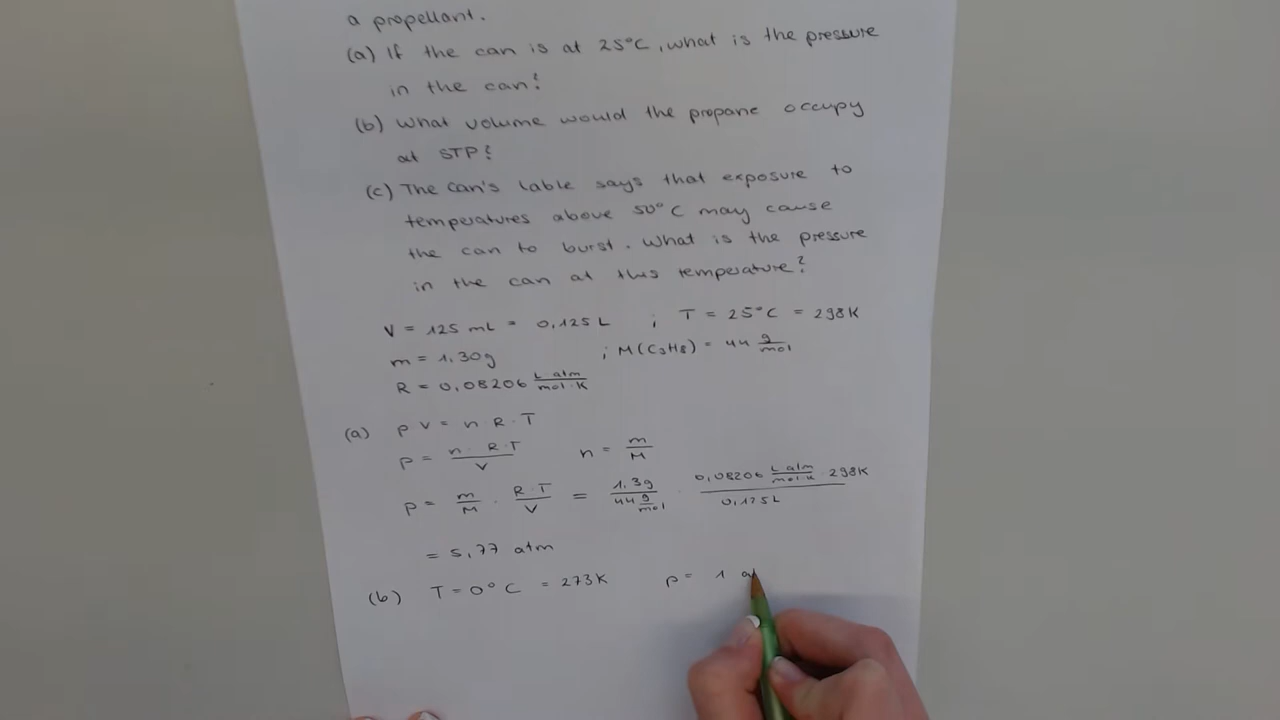 a propellant.
(a) If the can is at 25°C, what is the pressure
in the can?
(b) What volume would the propane occupy
at STP?
(c) The can's lable says that exposure to
temperatures above 50°C may cause
the can to burst. What is the pressure
in the can at this temperature?
V = 125 mL = 0,125 L ; T = 25°C = 298K
m = 1.30g ; M(C3H8) = 44 g/mol
R = 0,08206 L atm/mol·K
(a) p V = n R·T
p = n·R·T/V n = m/M
p = m/M · R·T/V = 1.3g/44 g/mol · 0,08206 L atm/mol·K · 298K/0,125L
= 5,77 atm
(b) T = 0°C = 273K p = 1 a